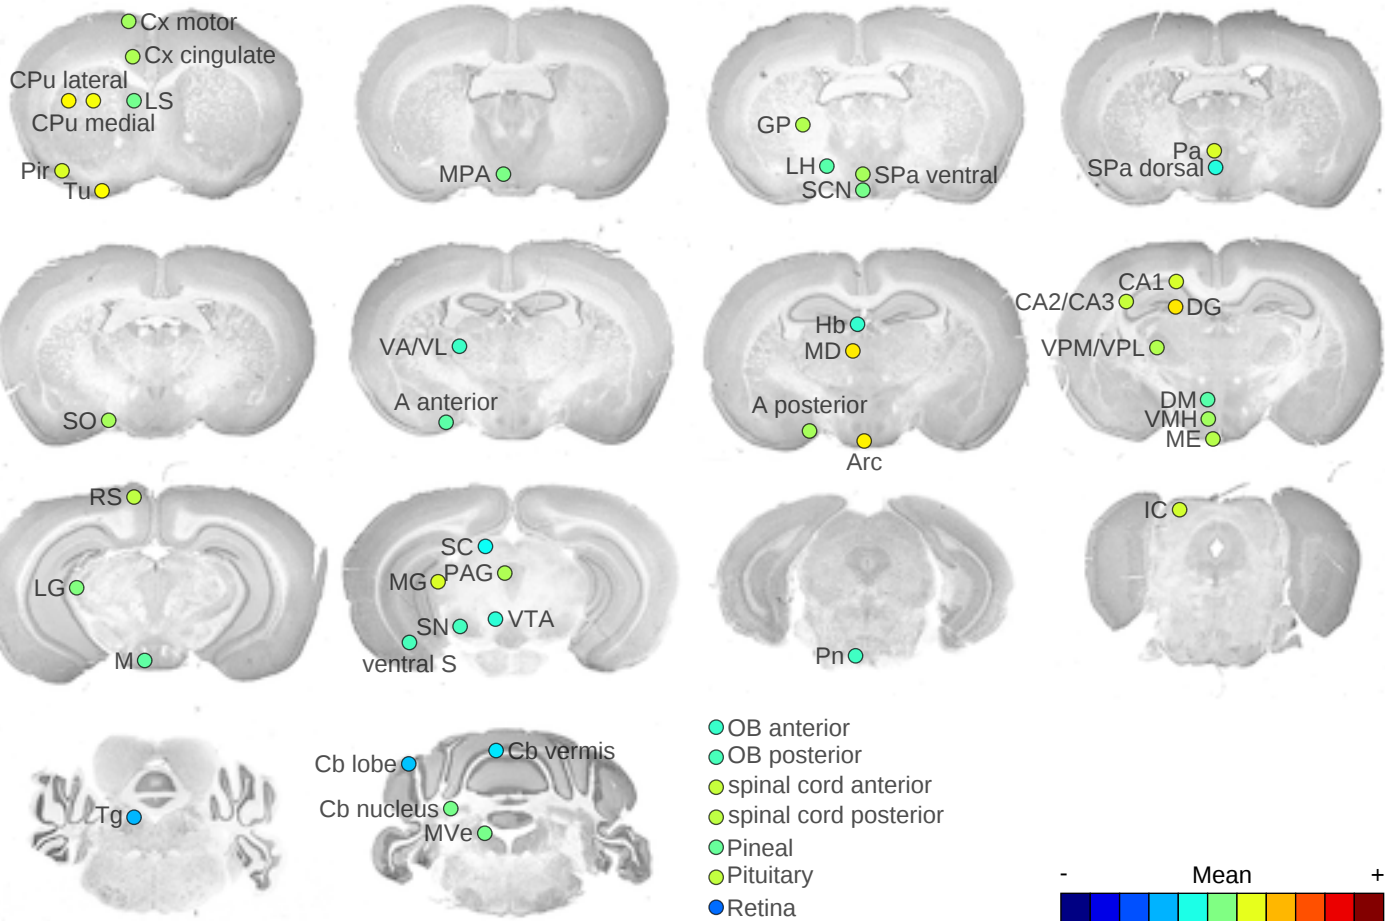 Cx motor
Cx cingulate
CPu lateral
LS
CPu medial
Pir
Tu
MPA
GP
LH
SPa ventral
SCN
Pa
SPa dorsal
SO
VA/VL
A anterior
Hb
MD
A posterior
Arc
CA1
CA2/CA3
DG
VPM/VPL
DM
VMH
ME
RS
LG
M
SC
MG
PAG
SN
VTA
ventral S
Pn
IC
Tg
Cb lobe
Cb vermis
Cb nucleus
MVe
OB anterior
OB posterior
spinal cord anterior
spinal cord posterior
Pineal
Pituitary
Retina
- Mean +